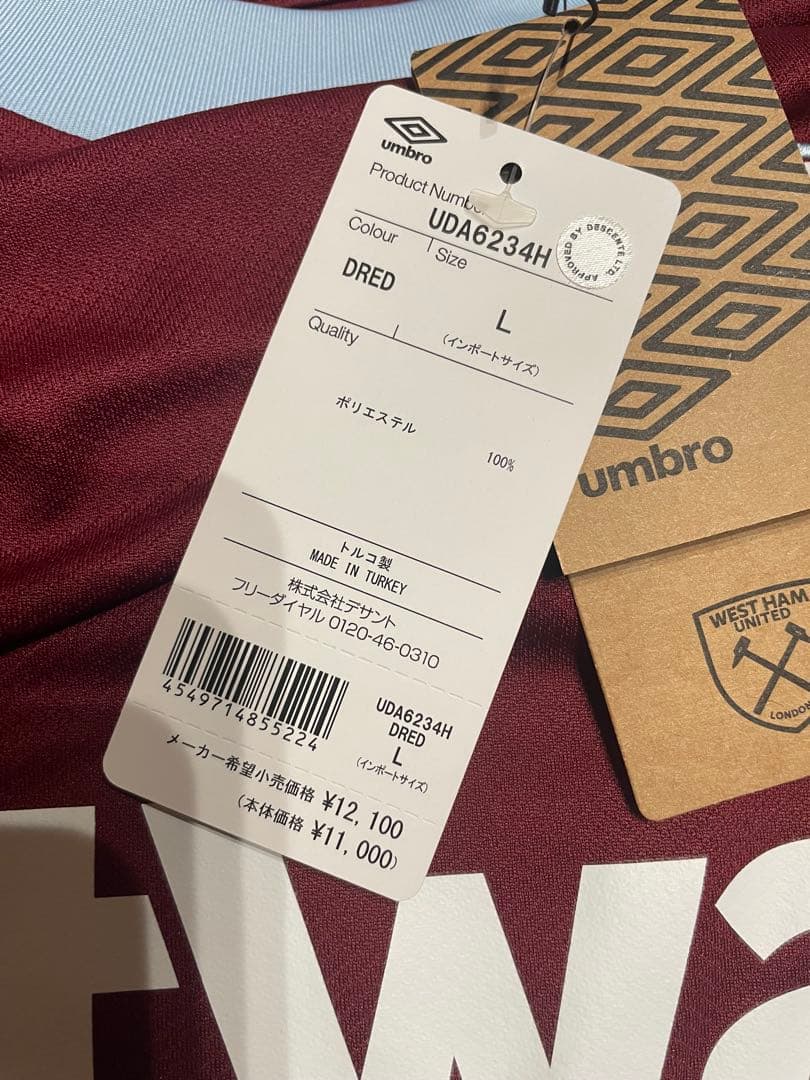 umbro
Product Number
UDA6234H
Colour
Size
APPROVED BY DESCENTE LTD.
DRED
L
(インポートサイズ)
Quality
ポリエステル
100%
トルコ製
MADE IN TURKEY
株式会社デサント
フリーダイヤル 0120-46-0310
4549714855224
UDA6234H
DRED
L
(インポートサイズ)
メーカー希望小売価格 ¥12,100
(本体価格 ¥11,000)
umbro
WEST HAM
UNITED
LONDON